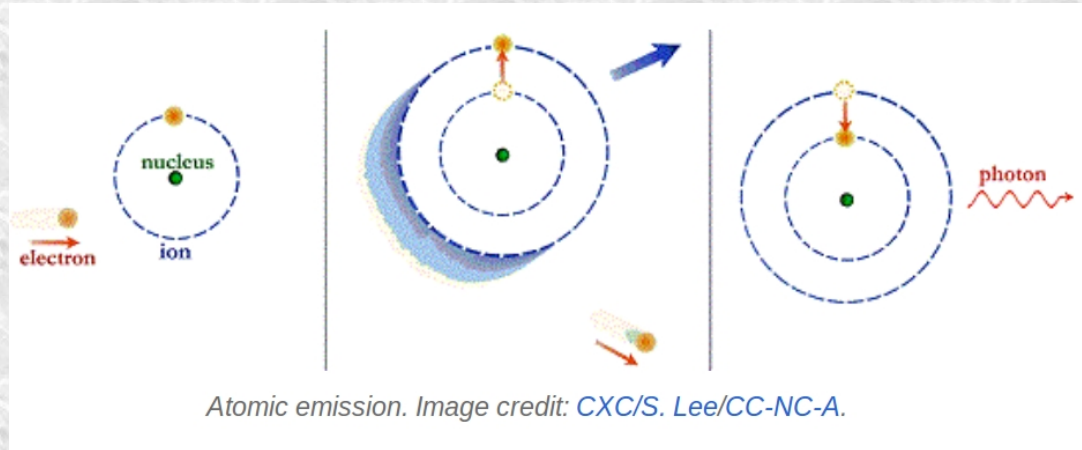 nucleus
electron
ion
photon
Atomic emission. Image credit: CXC/S. Lee/CC-NC-A.